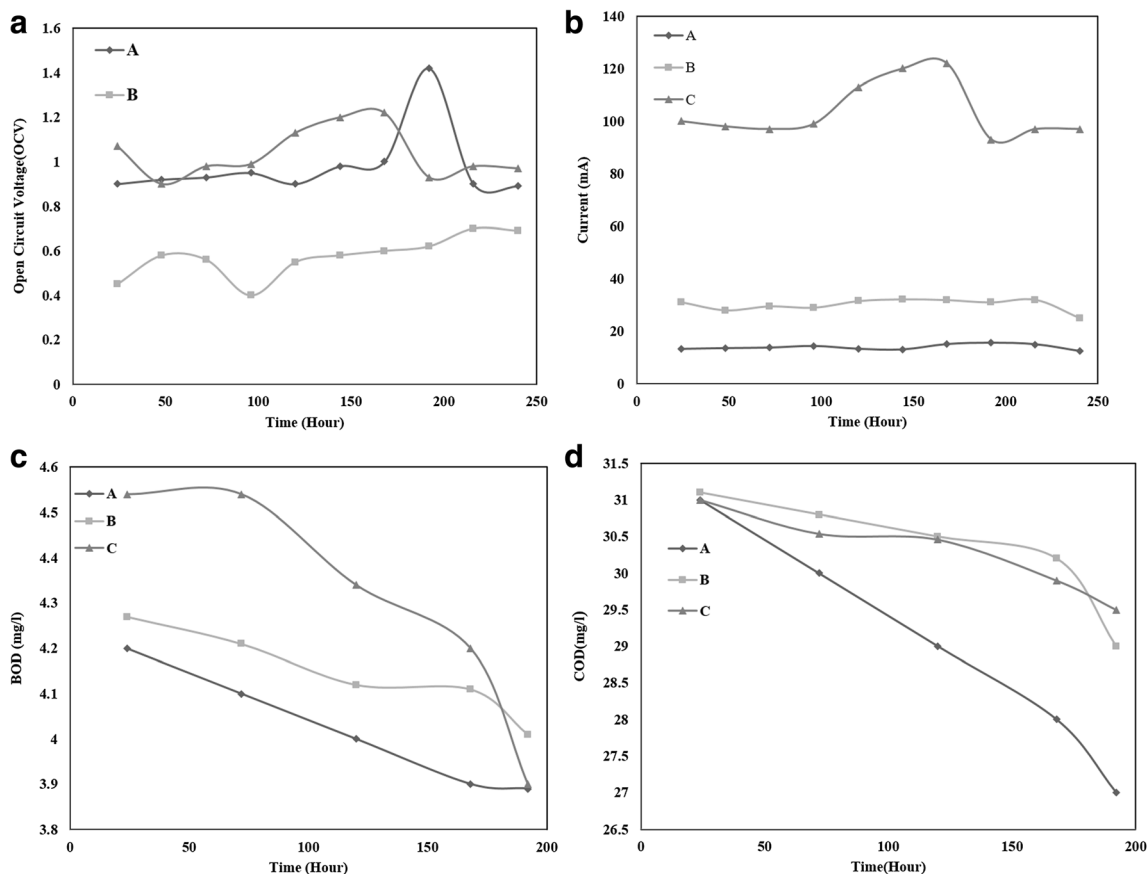 a
1.6
1.4
1.2
1
0.8
0.6
0.4
0.2
0
A
B
Open Circuit Voltage(OCV)
0 50 100 150 200 250
Time (Hour)
b
140
120
100
80
60
40
20
0
A
B
C
Current (mA)
0 50 100 150 200 250
Time (Hour)
c
4.6
4.5
4.4
4.3
4.2
4.1
4
3.9
3.8
A
B
C
BOD (mg/l)
0 50 100 150 200
Time (Hour)
d
31.5
31
30.5
30
29.5
29
28.5
28
27.5
27
26.5
A
B
C
COD(mg/l)
0 50 100 150 200
Time(Hour)